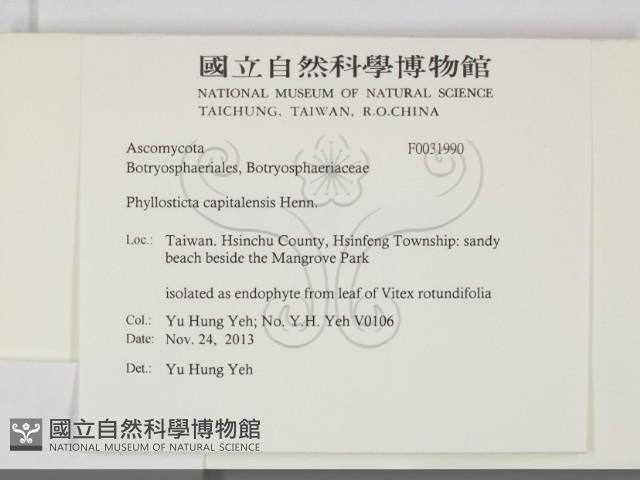 國立自然科學博物館
NATIONAL MUSEUM OF NATURAL SCIENCE
TAICHUNG, TAIWAN, R.O.CHINA
Ascomycota F0031990
Botryosphaeriales, Botryosphaeriaceae
Phyllosticta capitalensis Henn.
Loc.: Taiwan. Hsinchu County, Hsinfeng Township: sandy
beach beside the Mangrove Park
isolated as endophyte from leaf of Vitex rotundifolia
Col.: Yu Hung Yeh; No. Y.H. Yeh V0106
Date: Nov. 24, 2013
Det.: Yu Hung Yeh
國立自然科學博物館
NATIONAL MUSEUM OF NATURAL SCIENCE